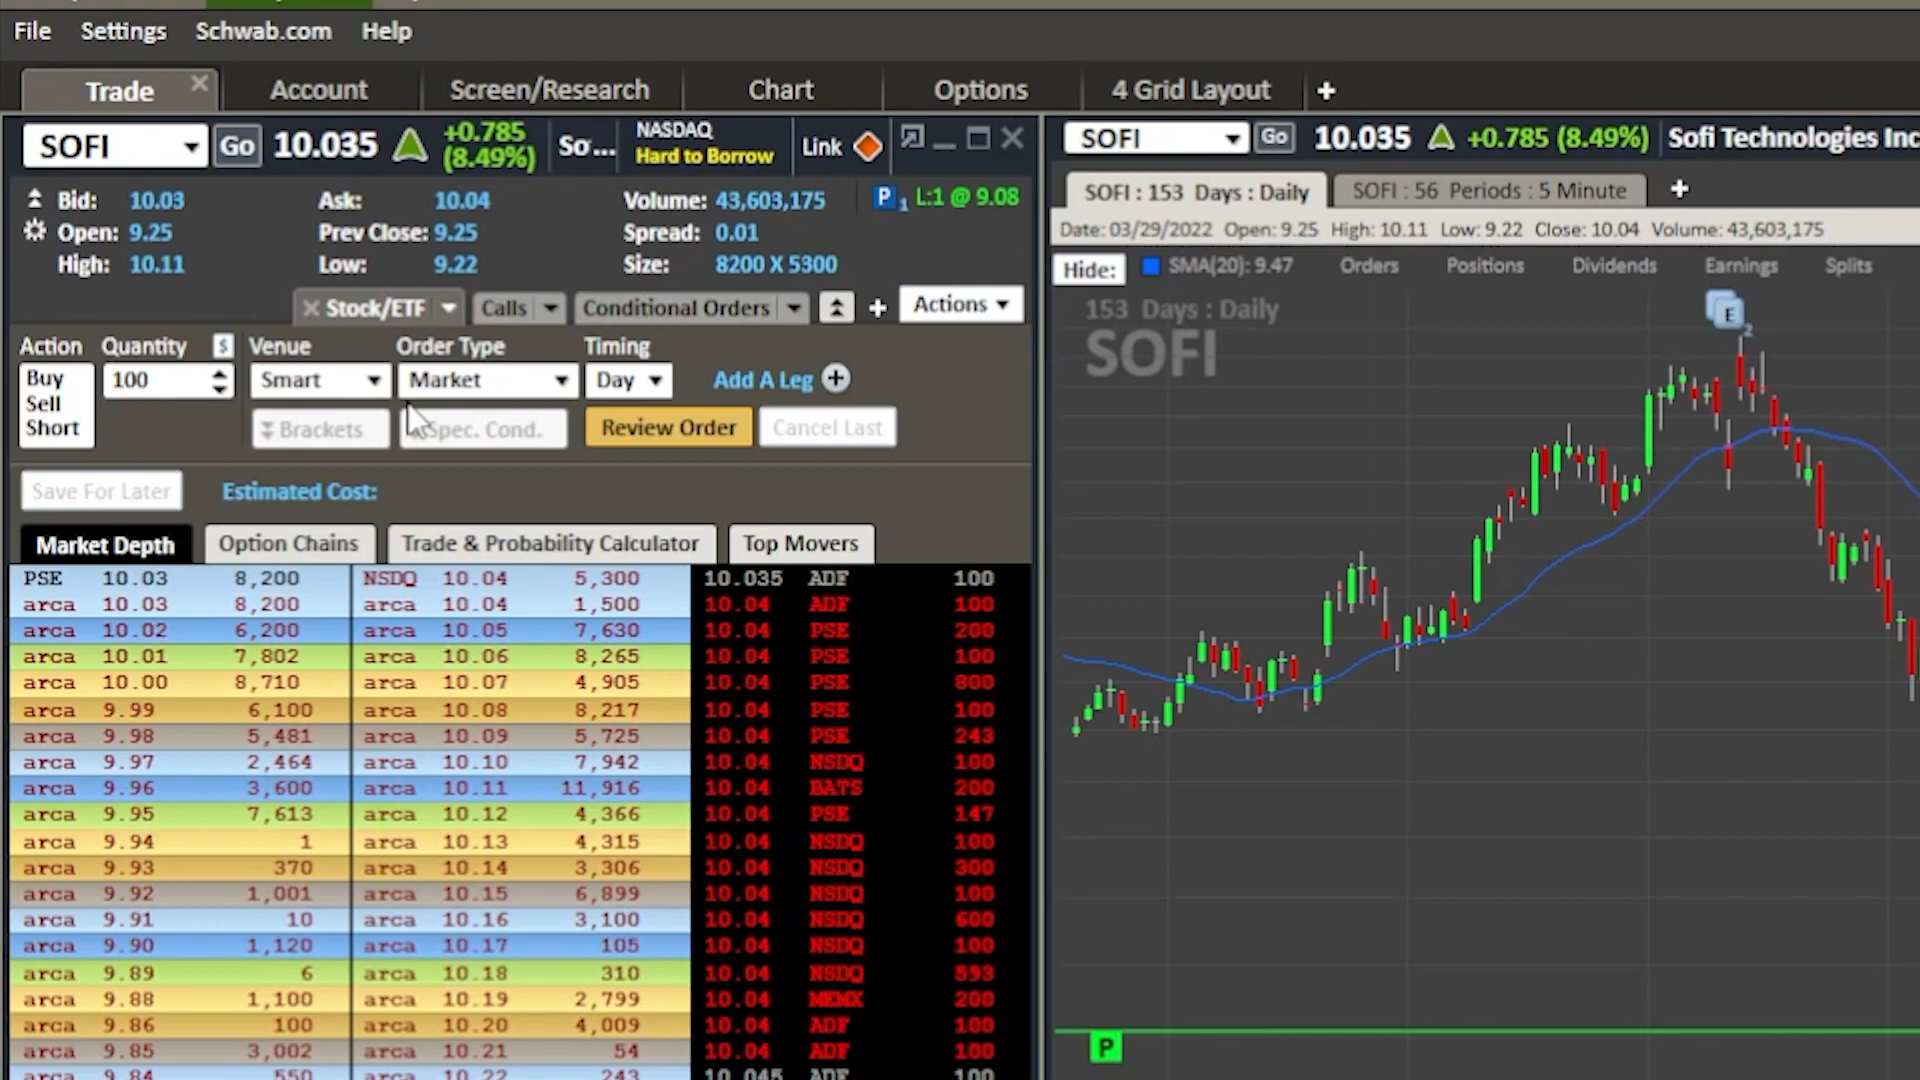 File Settings Schwab.com Help
Trade Account Screen/Research Chart Options 4 Grid Layout +
SOFI Go 10.035 +0.785 (8.49%) So... NASDAQ Hard to Borrow Link
Bid: 10.03 Ask: 10.04 Volume: 43,603,175 P 1 L:1 @ 9.08
Open: 9.25 Prev Close: 9.25 Spread: 0.01
High: 10.11 Low: 9.22 Size: 8200 X 5300
Stock/ETF Calls Conditional Orders + Actions
Action Quantity $ Venue Order Type Timing
Buy 100 Smart Market Day Add A Leg +
Sell
Short Brackets Spec. Cond. Review Order Cancel Last
Save For Later Estimated Cost:
Market Depth Option Chains Trade & Probability Calculator Top Movers
PSE 10.03 8,200 NSDQ 10.04 5,300 10.035 ADF 100
arca 10.03 8,200 arca 10.04 1,500 10.04 ADF 100
arca 10.02 6,200 arca 10.05 7,630 10.04 PSE 200
arca 10.01 7,802 arca 10.06 8,265 10.04 PSE 100
arca 10.00 8,710 arca 10.07 4,905 10.04 PSE 800
arca 9.99 6,100 arca 10.08 8,217 10.04 PSE 100
arca 9.98 5,481 arca 10.09 5,725 10.04 PSE 243
arca 9.97 2,464 arca 10.10 7,942 10.04 NSDQ 100
arca 9.96 3,600 arca 10.11 11,916 10.04 BATS 200
arca 9.95 7,613 arca 10.12 4,366 10.04 PSE 147
arca 9.94 1 arca 10.13 4,315 10.04 NSDQ 100
arca 9.93 370 arca 10.14 3,306 10.04 NSDQ 300
arca 9.92 1,001 arca 10.15 6,899 10.04 NSDQ 100
arca 9.91 10 arca 10.16 3,100 10.04 NSDQ 600
arca 9.90 1,120 arca 10.17 105 10.04 NSDQ 100
arca 9.89 6 arca 10.18 310 10.04 NSDQ 593
arca 9.88 1,100 arca 10.19 2,799 10.04 MEMX 200
arca 9.86 100 arca 10.20 4,009 10.04 ADF 100
arca 9.85 3,002 arca 10.21 54 10.04 ADF 100
arca 9.84 550 arca 10.22 243 10.045 ADF 100
SOFI Go 10.035 +0.785 (8.49%) Sofi Technologies Inc
SOFI : 153 Days : Daily SOFI : 56 Periods : 5 Minute +
Date: 03/29/2022 Open: 9.25 High: 10.11 Low: 9.22 Close: 10.04 Volume: 43,603,175
Hide: SMA(20): 9.47 Orders Positions Dividends Earnings Splits
153 Days : Daily
SOFI
E 2
P